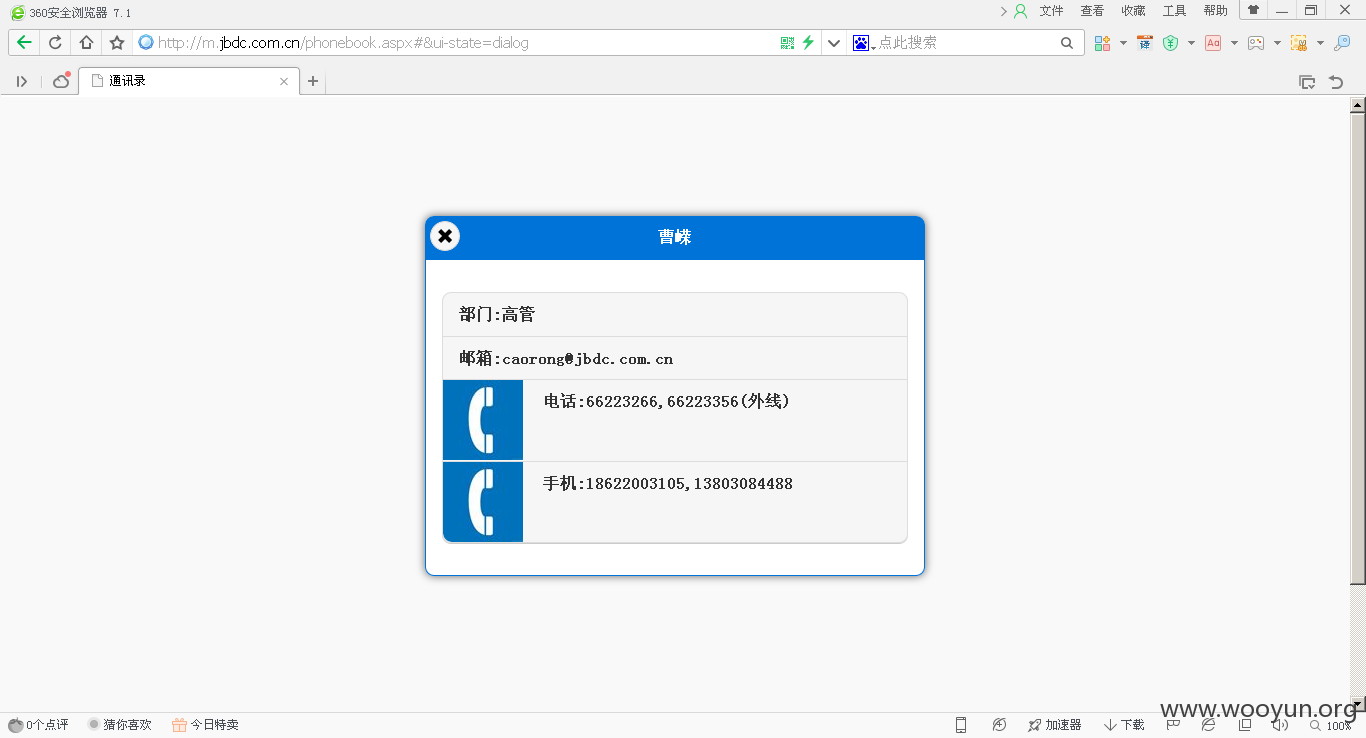 360安全浏览器 7.1
文件 查看 收藏 工具 帮助
http://m.jbdc.com.cn/phonebook.aspx#&ui-state=dialog
点此搜索
译
Aa
通讯录
曹嵘
部门:高管
邮箱:caorong@jbdc.com.cn
电话:66223266,66223356(外线)
手机:18622003105,13803084488
www.wooyun.org
0个点评 猜你喜欢 今日特卖 加速器 下载 100%